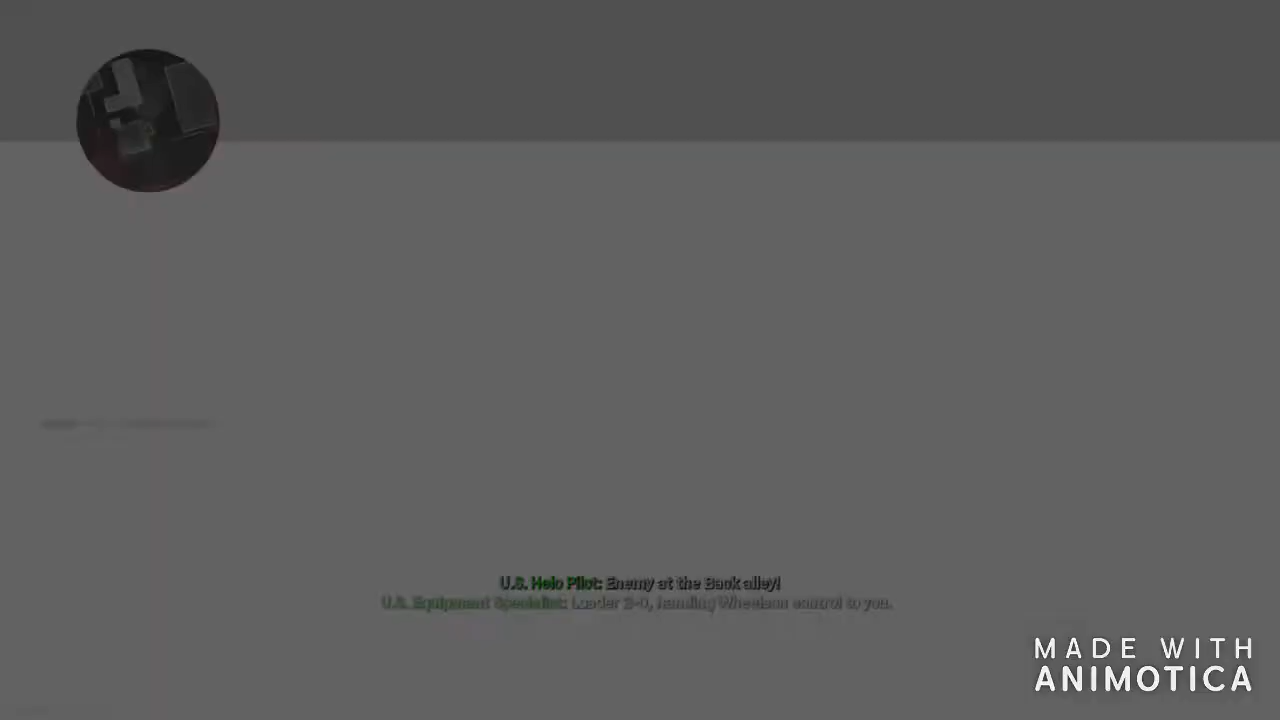 U.S. Helo Pilot: Enemy at the Back alley!
U.S. Equipment Specialist: Loader 2-0, handing Wheelson control to you.
MADE WITH
ANIMOTICA